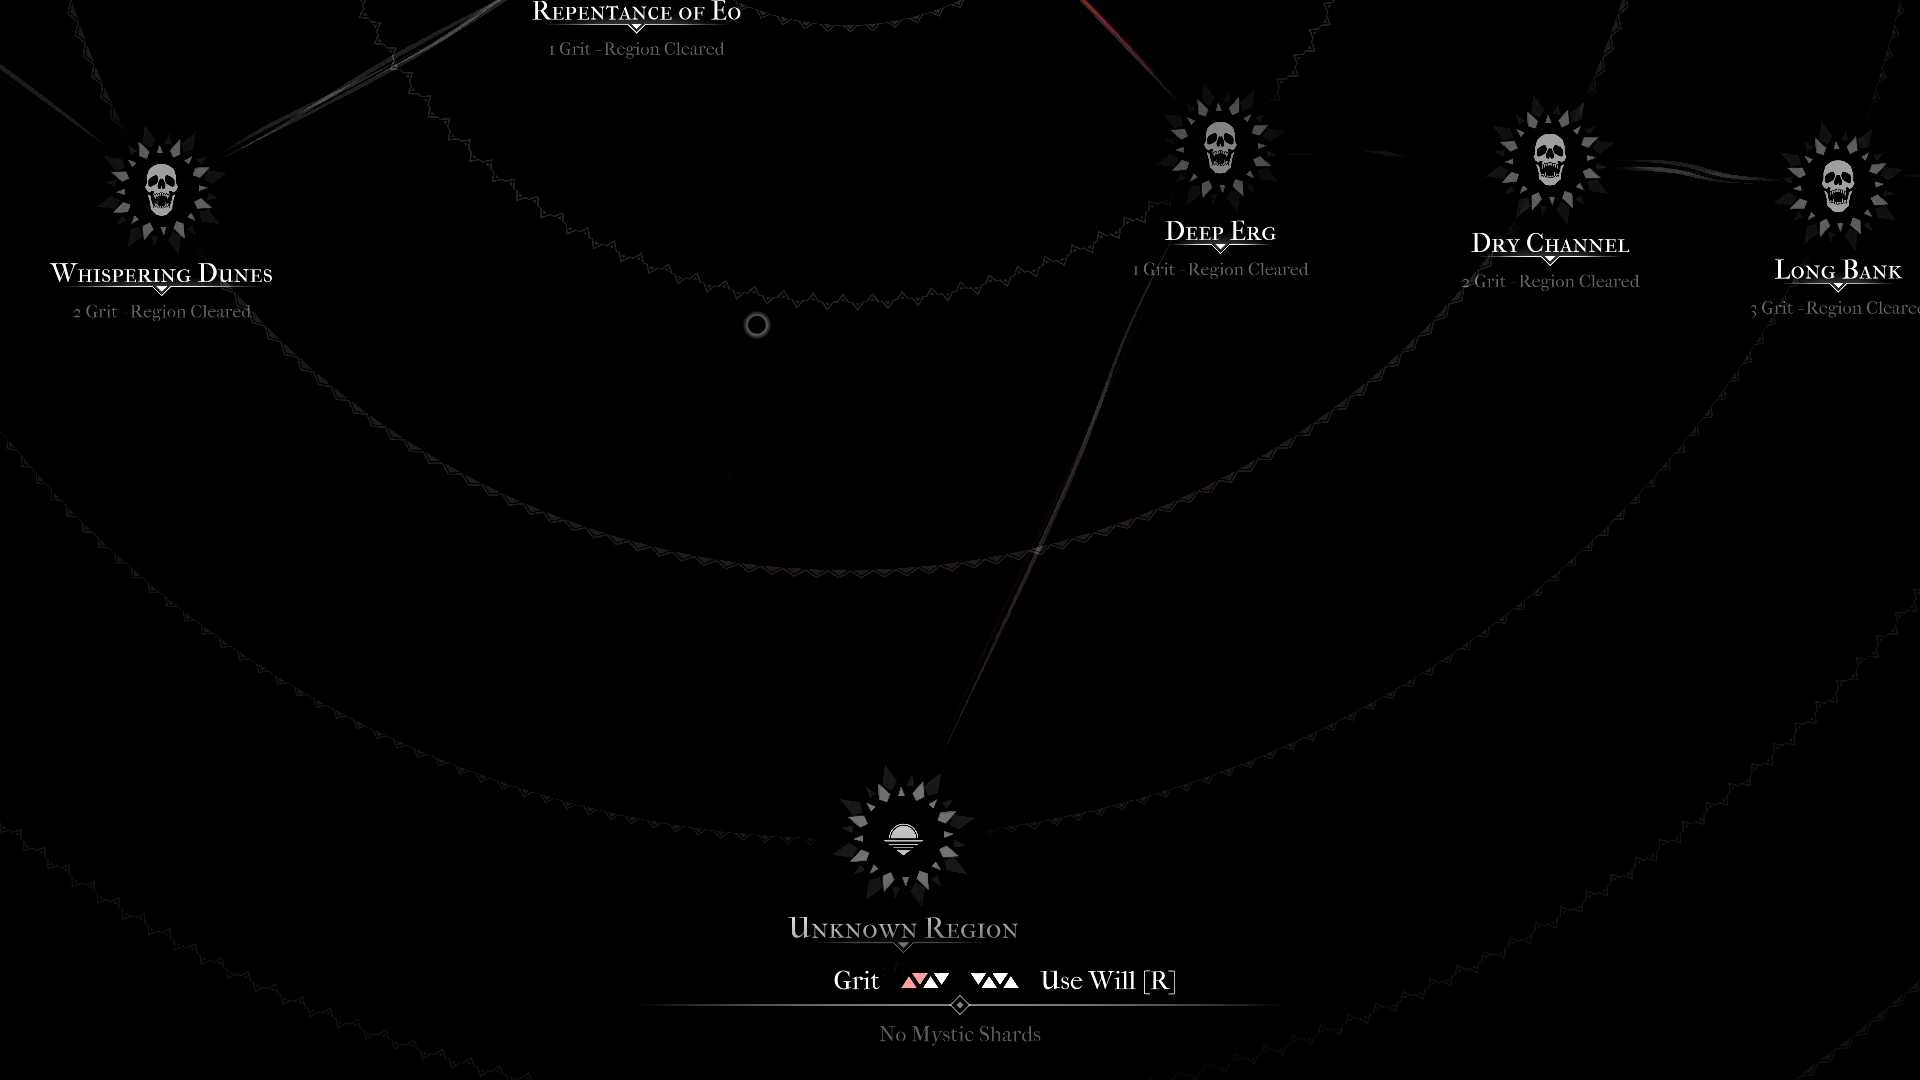 Repentance of Eo
1 Grit – Region Cleared
Deep Erg
1 Grit – Region Cleared
Dry Channel
2 Grit – Region Cleared
Long Bank
3 Grit – Region Cleare
Whispering Dunes
2 Grit – Region Cleared
Unknown Region
Grit
Use Will [R]
No Mystic Shards